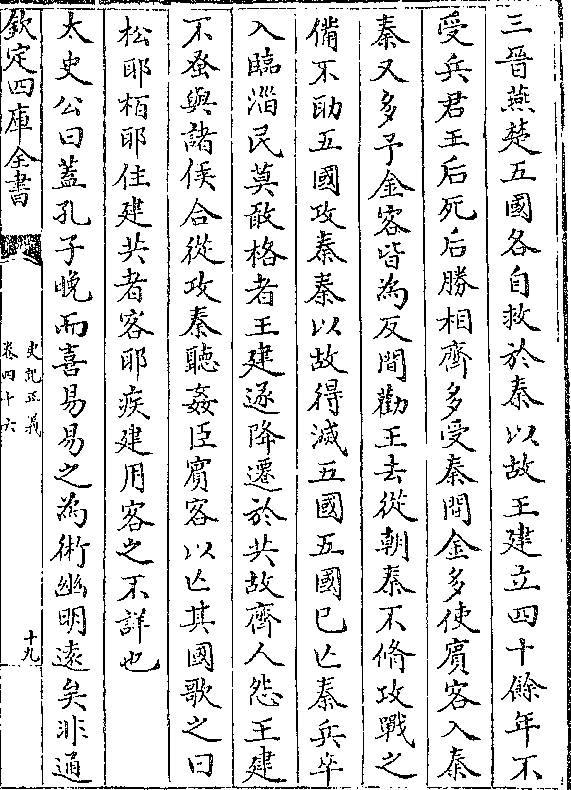 三晉燕楚五國各自救於秦以故王建立四十餘年不
受兵君王后死后勝相齊多受秦間金多使賓客入秦
秦又多予金客皆為反間勸王去從朝秦不脩攻戰之
備不助五國攻秦秦以故得滅五國五國已亡秦兵卒
入臨淄民莫敢格者王建遂降遷於共故齊人怨王建
不蚤與諸侯合從攻秦聽姦臣賓客以亡其國歌之曰
松耶柏耶住建共者客耶疾建用客之不詳也
太史公曰蓋孔子晚而喜易易之為術幽明遠矣非通
欽定四庫全書
史記正義
卷四十六
十九